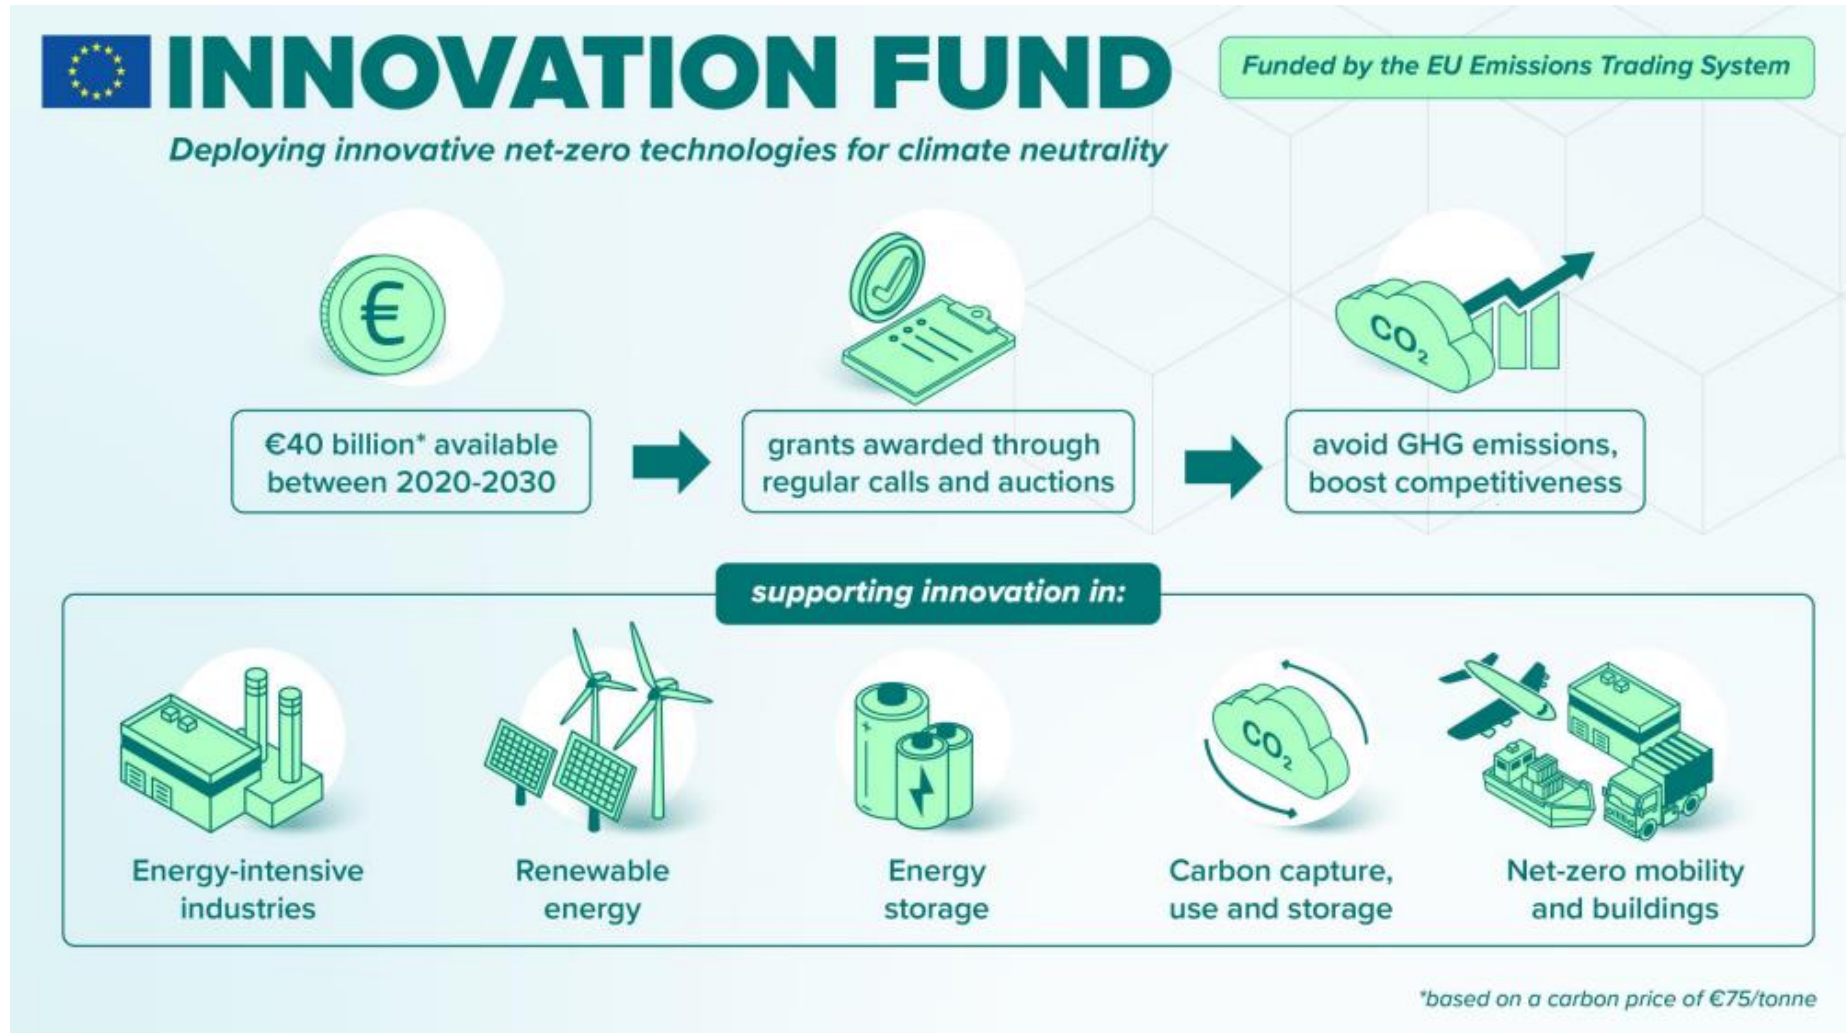 INNOVATION FUND
Funded by the EU Emissions Trading System
Deploying innovative net-zero technologies for climate neutrality
€
CO2
€40 billion* available
between 2020-2030
grants awarded through
regular calls and auctions
avoid GHG emissions,
boost competitiveness
supporting innovation in:
CO2
Energy-intensive
industries
Renewable
energy
Energy
storage
Carbon capture,
use and storage
Net-zero mobility
and buildings
*based on a carbon price of €75/tonne